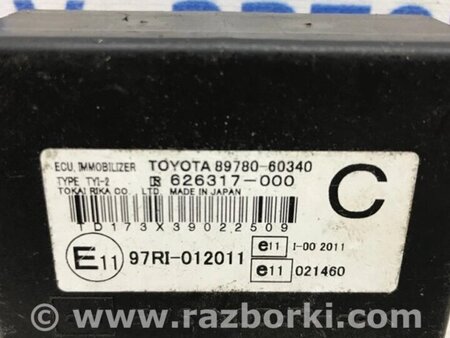 ECU, IMMOBILIZER TOYOTA 89780-60340
TYPE TYI-2 626317-000
TOKAI RIKA CO., LTD. MADE IN JAPAN
C
TD173X39022509
E11 97RI-012011
e11 I-00 2011
e11 021460
www.razborki.com